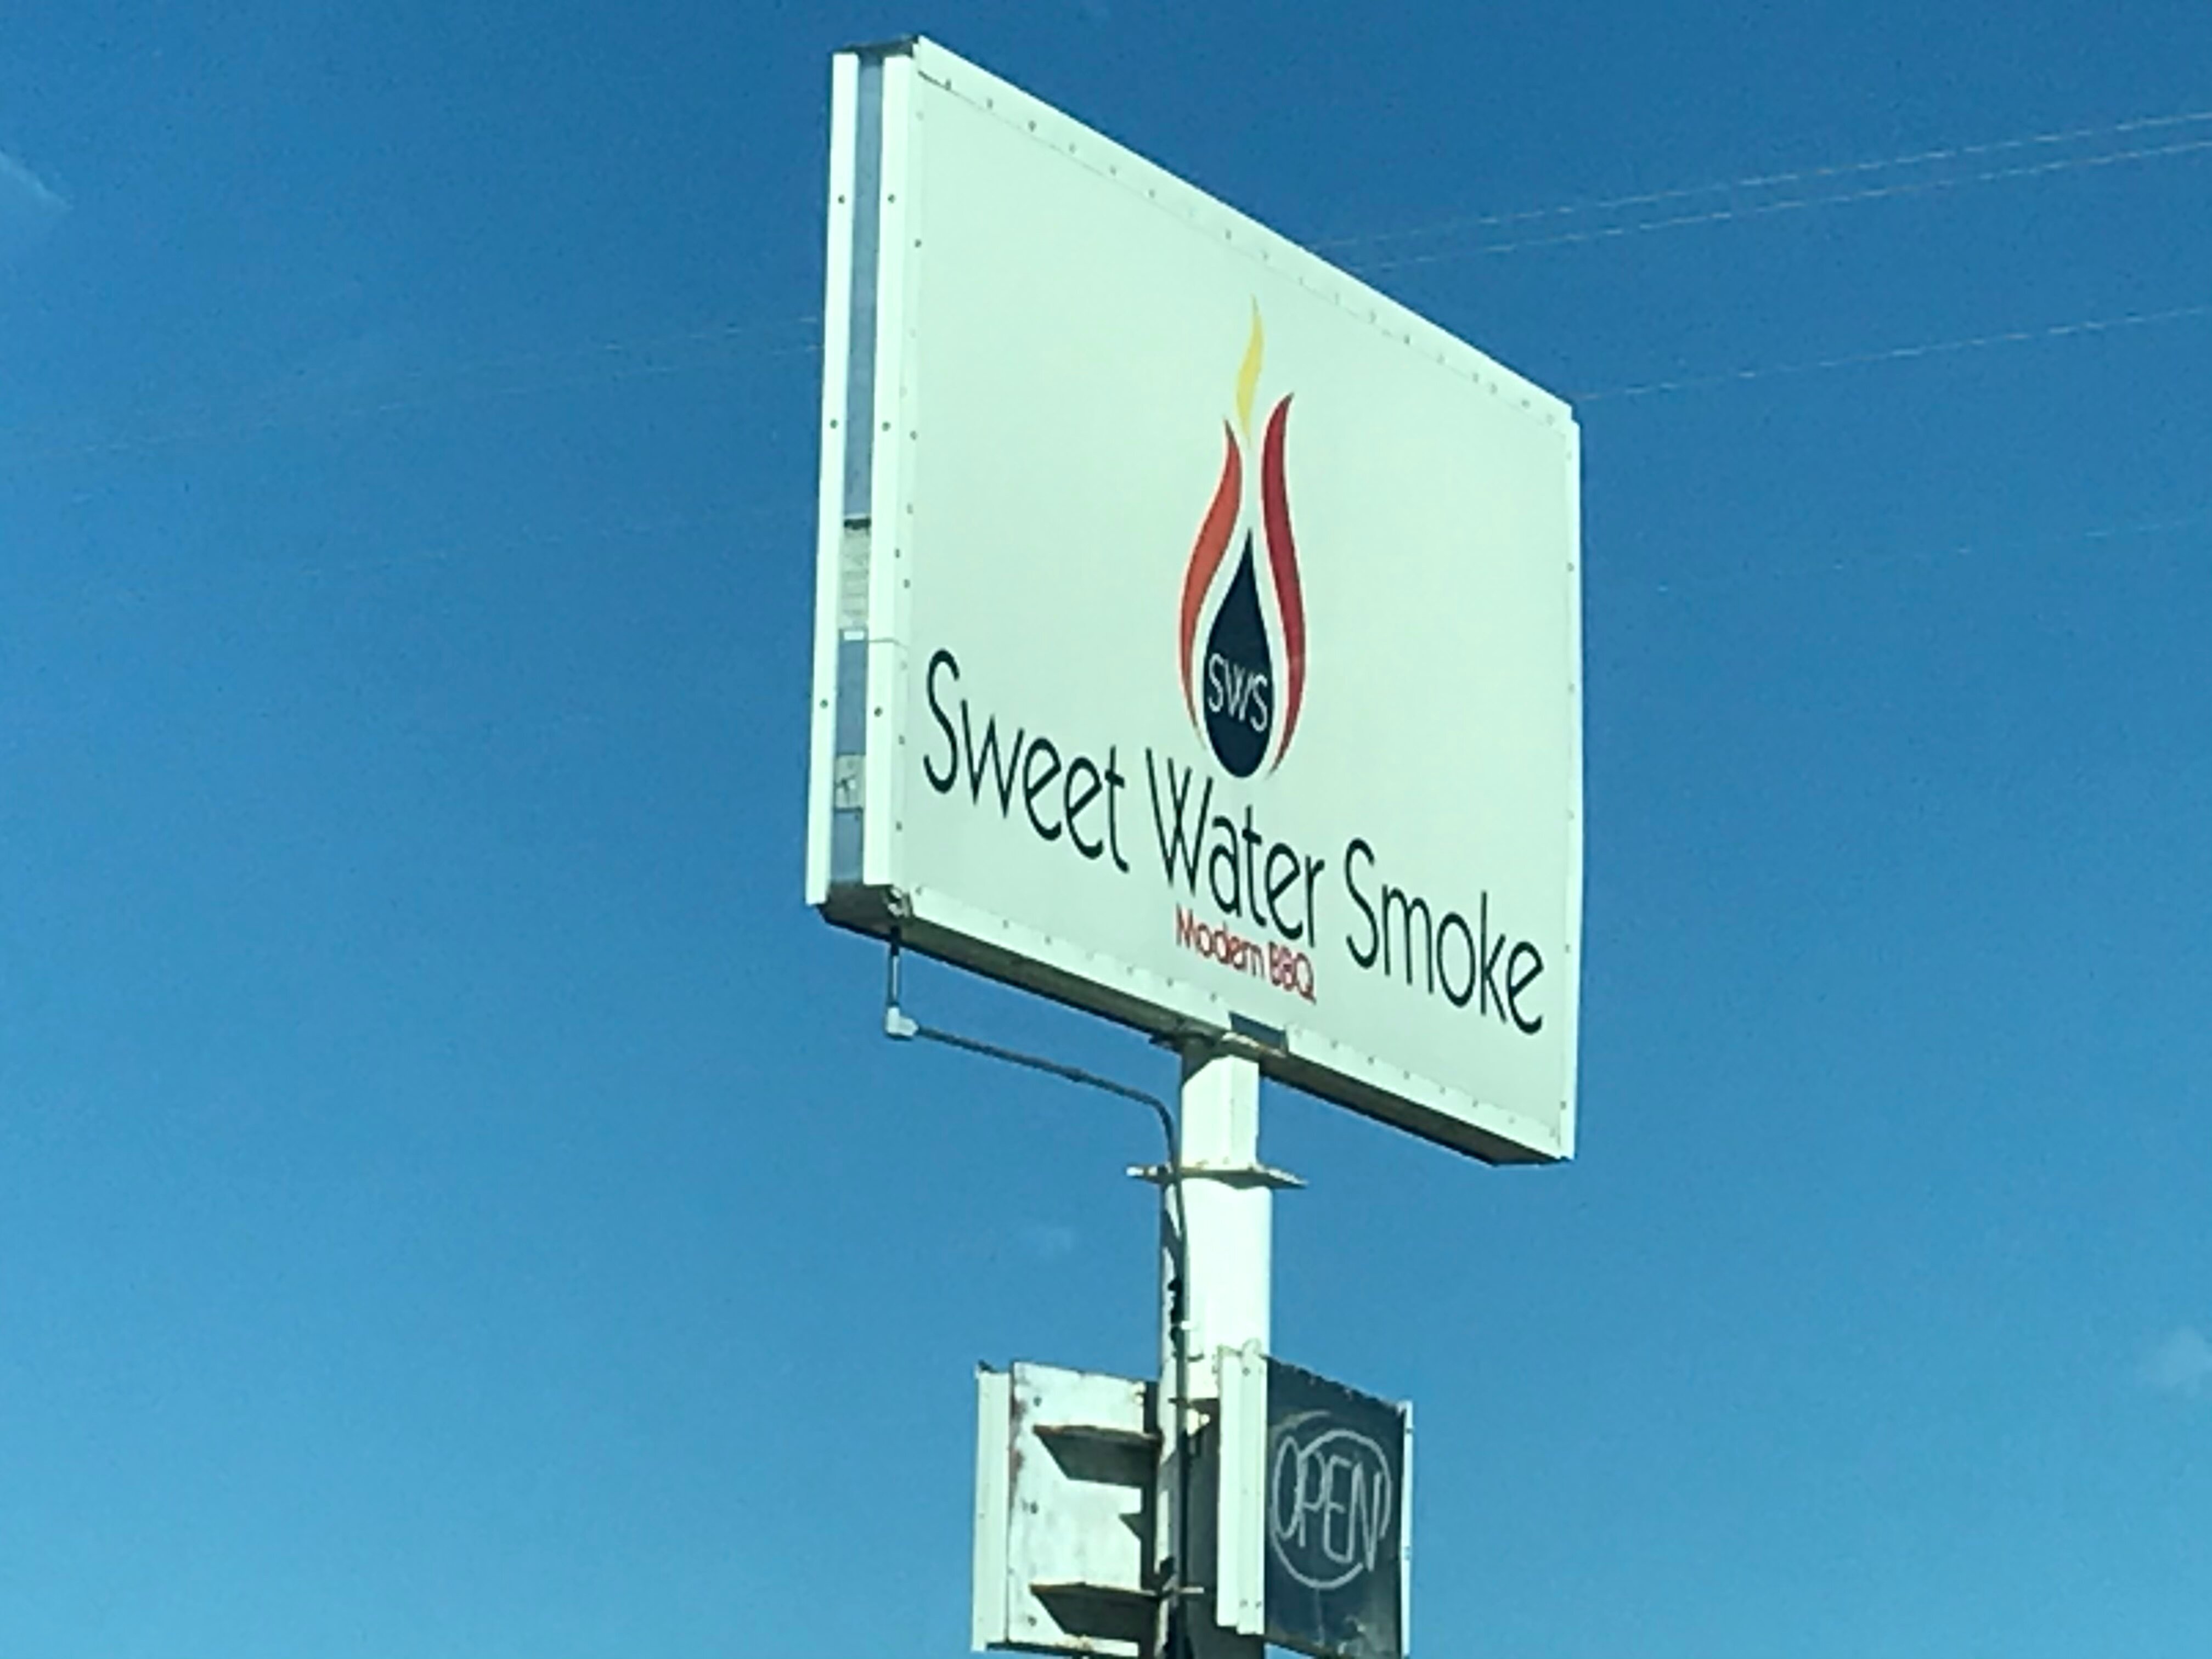 SWS
Sweet Water Smoke
Modern BBQ
OPEN